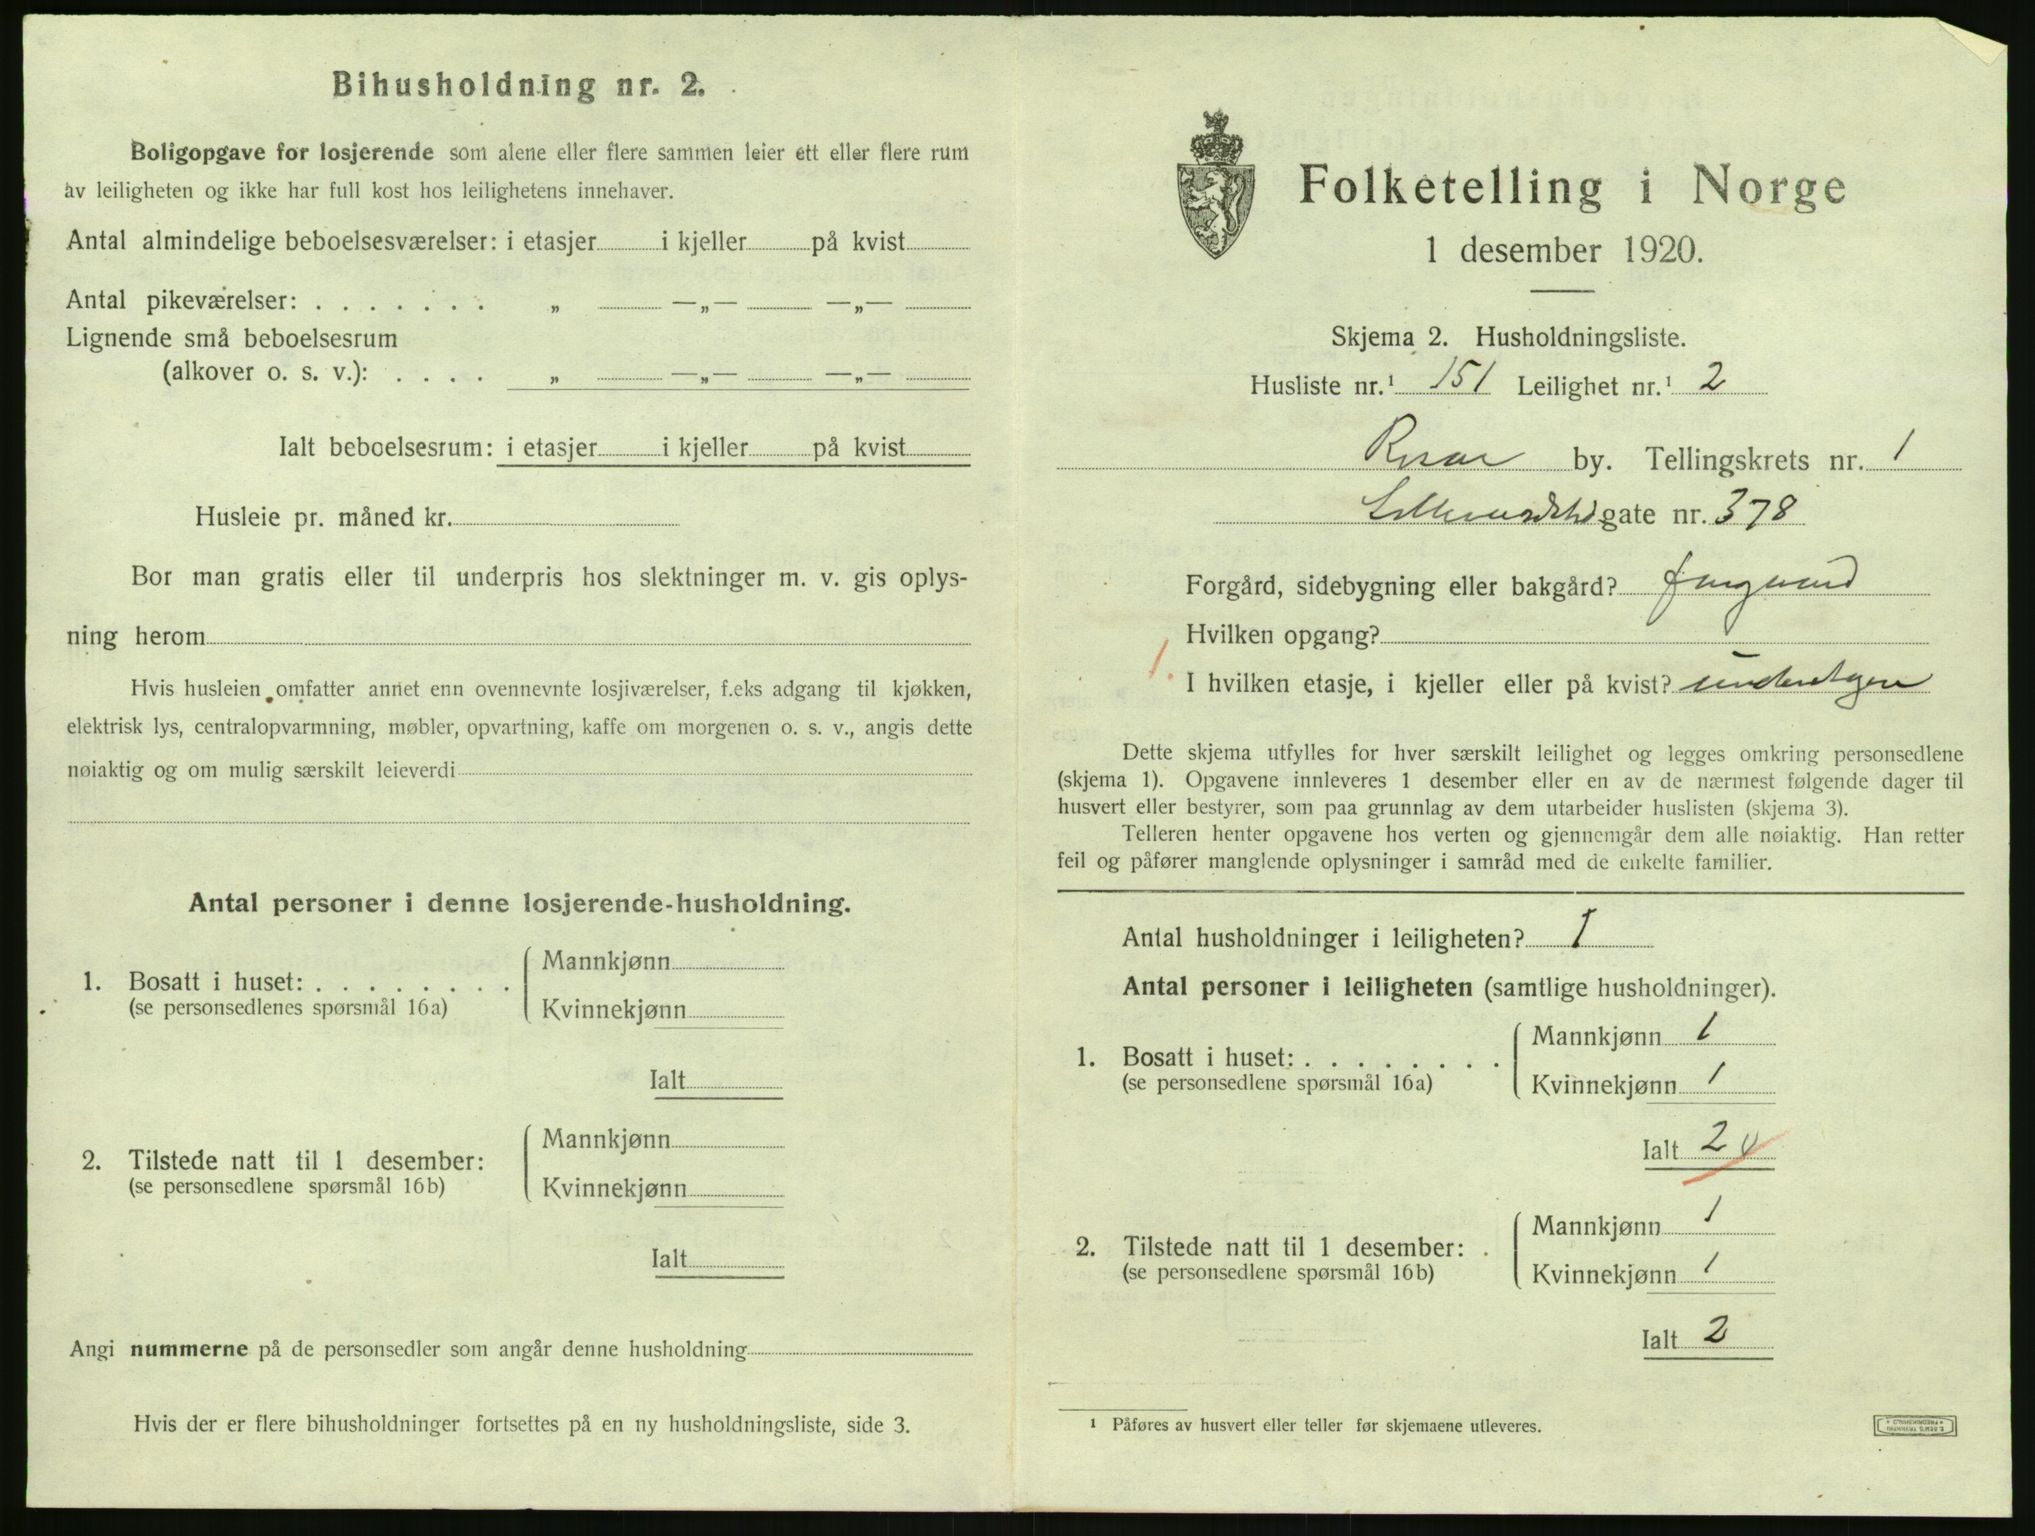 Bihusholdning nr. 2.
Boligopgave for losjerende som alene eller flere sammen leier ett eller flere rum
av leiligheten og ikke har full kost hos leilighetens innehaver.
Antal almindelige beboelsesværelser: i etasjer i kjeller på kvist
Antal pikeværelser: . . . . . . . „ —„— —„—
Lignende små beboelsesrum
(alkover o. s. v.): . . . . „ —„— —„—
Ialt beboelsesrum: i etasjer i kjeller på kvist
Husleie pr. måned kr.
Bor man gratis eller til underpris hos slektninger m. v. gis oplys-
ning herom
Hvis husleien omfatter annet enn ovennevnte losjiværelser, f.eks adgang til kjøkken,
elektrisk lys, centralopvarmning, møbler, opvartning, kaffe om morgenen o. s. v., angis dette
nøiaktig og om mulig særskilt leieverdi
Antal personer i denne losjerende-husholdning.
1. Bosatt i huset: . . . . . . . .
(se personsedlenes spørsmål 16a)
Mannkjønn
Kvinnekjønn
Ialt
2. Tilstede natt til 1 desember:
(se personsedlene spørsmål 16b)
Mannkjønn
Kvinnekjønn
Ialt
Angi nummerne på de personsedler som angår denne husholdning
Hvis der er flere bihusholdninger fortsettes på en ny husholdningsliste, side 3.
Folketelling i Norge
1 desember 1920.
Skjema 2. Husholdningsliste.
Husliste nr.¹ 151 Leilighet nr.¹ 2
by. Tellingskrets nr. 1
gate nr. 378
Forgård, sidebygning eller bakgård? forgaard
Hvilken opgang?
1.
I hvilken etasje, i kjeller eller på kvist? underetagen
Dette skjema utfylles for hver særskilt leilighet og legges omkring personsedlene
(skjema 1). Opgavene innleveres 1 desember eller en av de nærmest følgende dager til
husvert eller bestyrer, som paa grunnlag av dem utarbeider huslisten (skjema 3).
Telleren henter opgavene hos verten og gjennemgår dem alle nøiaktig. Han retter
feil og påfører manglende oplysninger i samråd med de enkelte familier.
Antal husholdninger i leiligheten? 1
Antal personer i leiligheten (samtlige husholdninger).
1. Bosatt i huset: . . . . . . . .
(se personsedlene spørsmål 16a)
Mannkjønn 1
Kvinnekjønn 1
Ialt 2
2. Tilstede natt til 1 desember: .
(se personsedlene spørsmål 16b)
Mannkjønn 1
Kvinnekjønn 1
Ialt 2
¹ Påføres av husvert eller teller før skjemaene utleveres.